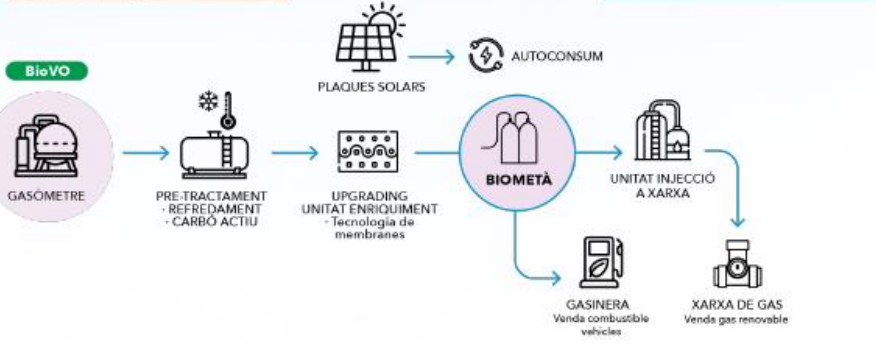 PLAQUES SOLARS
AUTOCONSUM
BioVO
GASÒMETRE
PRE-TRACTAMENT
· REFREDAMENT
· CARBÓ ACTIU
UPGRADING
UNITAT ENRIQUIMENT
· Tecnologia de
membranes
BIOMETÀ
UNITAT INJECCIÓ
A XARXA
GASINERA
Venda combustible
vehicles
XARXA DE GAS
Venda gas renovable